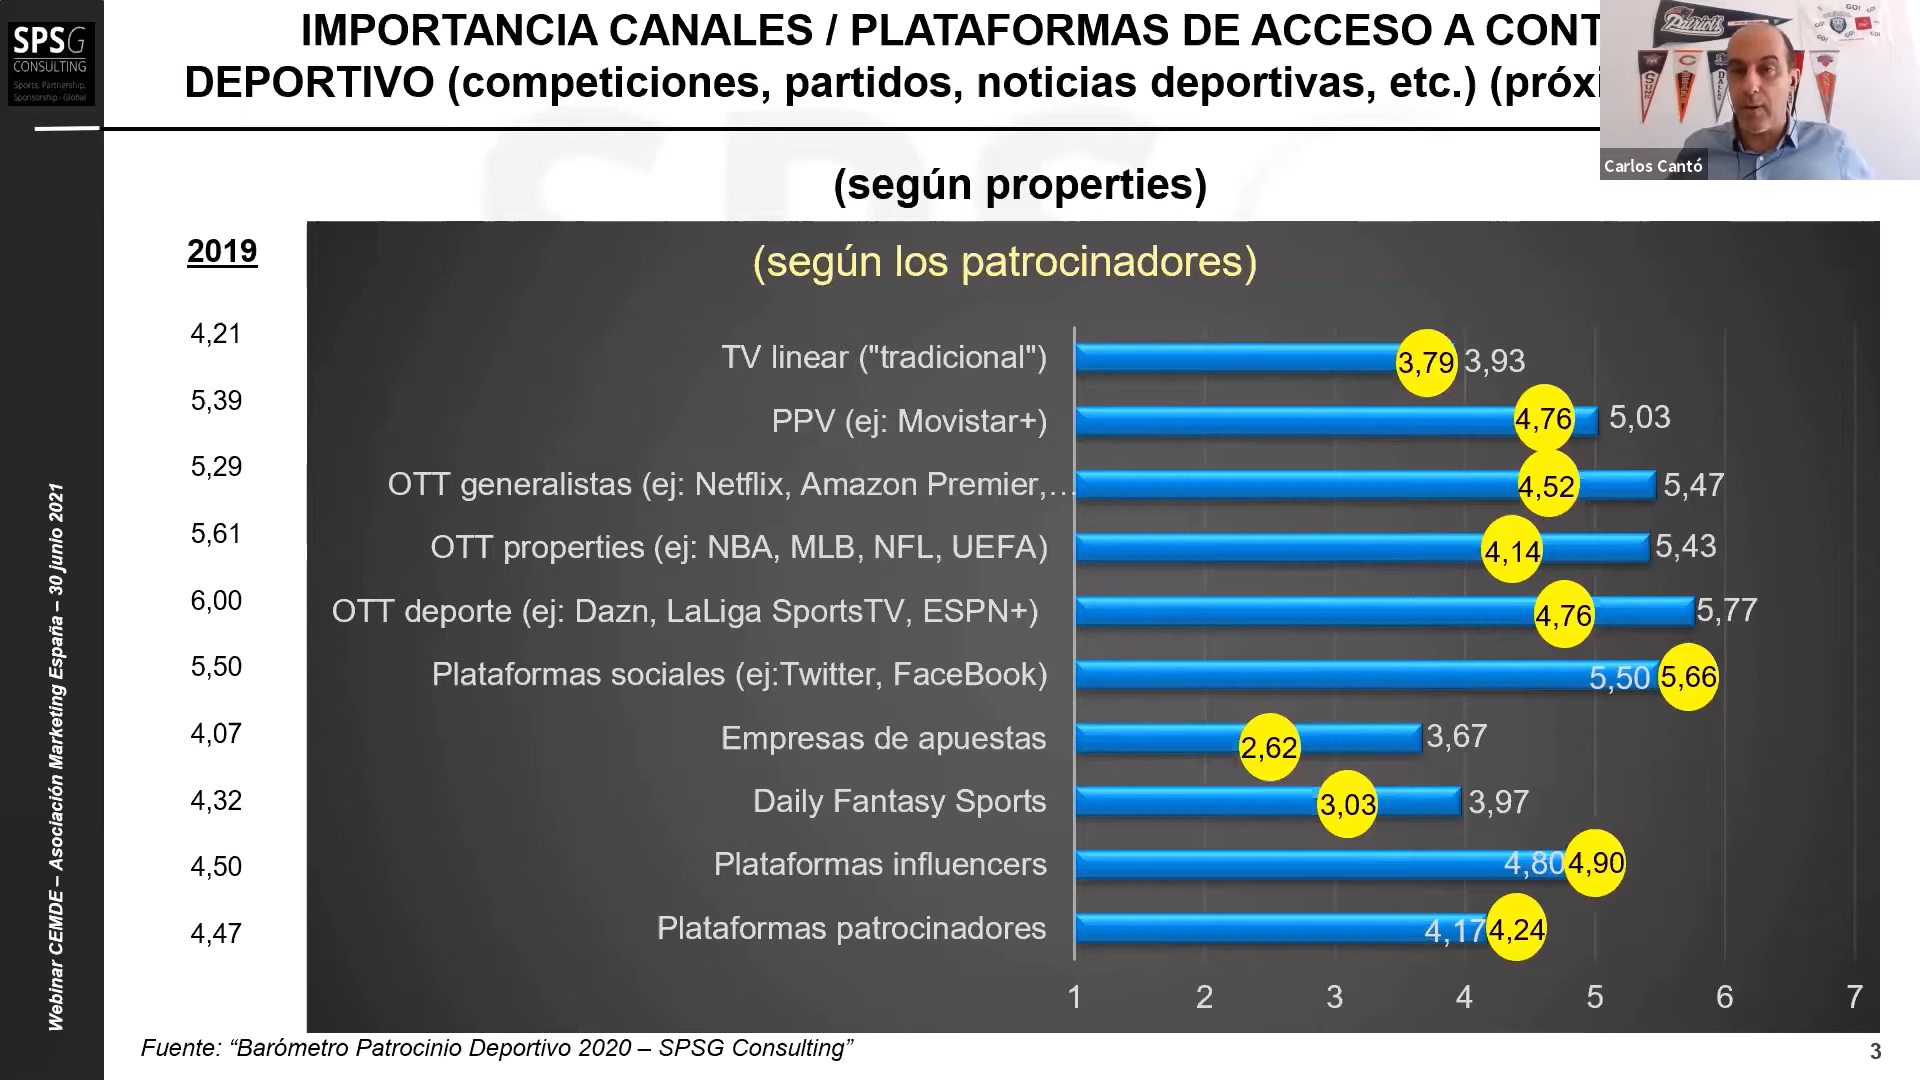 SPSG
CONSULTING
Sports, Partnership,
Sponsorship - Global
IMPORTANCIA CANALES / PLATAFORMAS DE ACCESO A CONT
DEPORTIVO (competiciones, partidos, noticias deportivas, etc.) (próxi
Patriots
SUNS
DALLAS
Carlos Cantó
(según properties)
2019
4,21
5,39
5,29
5,61
6,00
5,50
4,07
4,32
4,50
4,47
(según los patrocinadores)
TV linear ("tradicional") 3,79 3,93
PPV (ej: Movistar+) 4,76 5,03
OTT generalistas (ej: Netflix, Amazon Premier,… 4,52 5,47
OTT properties (ej: NBA, MLB, NFL, UEFA) 4,14 5,43
OTT deporte (ej: Dazn, LaLiga SportsTV, ESPN+) 4,76 5,77
Plataformas sociales (ej:Twitter, FaceBook) 5,50 5,66
Empresas de apuestas 2,62 3,67
Daily Fantasy Sports 3,03 3,97
Plataformas influencers 4,80 4,90
Plataformas patrocinadores 4,17 4,24
1 2 3 4 5 6 7
Webinar CEMDE – Asociación Marketing España – 30 junio 2021
Fuente: “Barómetro Patrocinio Deportivo 2020 – SPSG Consulting”
3